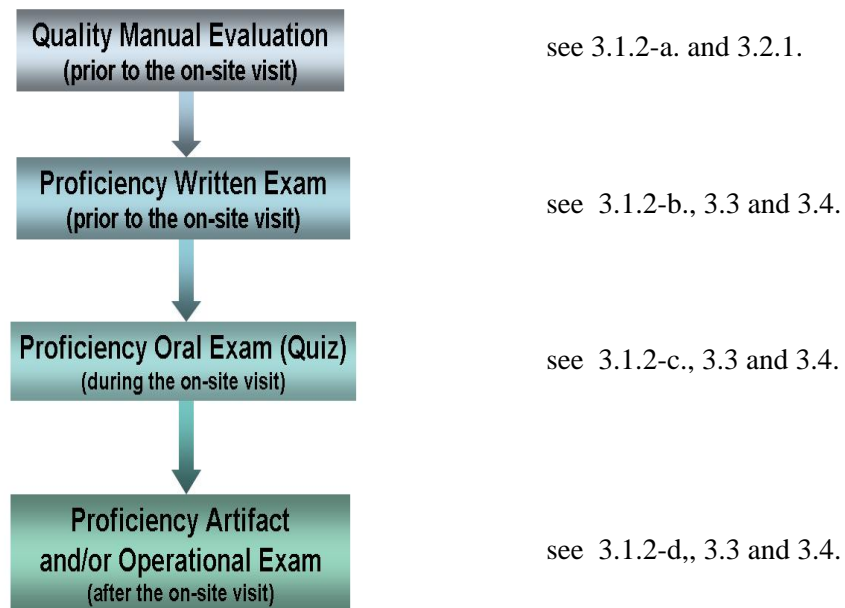 Quality Manual Evaluation
(prior to the on-site visit)
see 3.1.2-a. and 3.2.1.
Proficiency Written Exam
(prior to the on-site visit)
see 3.1.2-b., 3.3 and 3.4.
Proficiency Oral Exam (Quiz)
(during the on-site visit)
see 3.1.2-c., 3.3 and 3.4.
Proficiency Artifact
and/or Operational Exam
(after the on-site visit)
see 3.1.2-d,, 3.3 and 3.4.